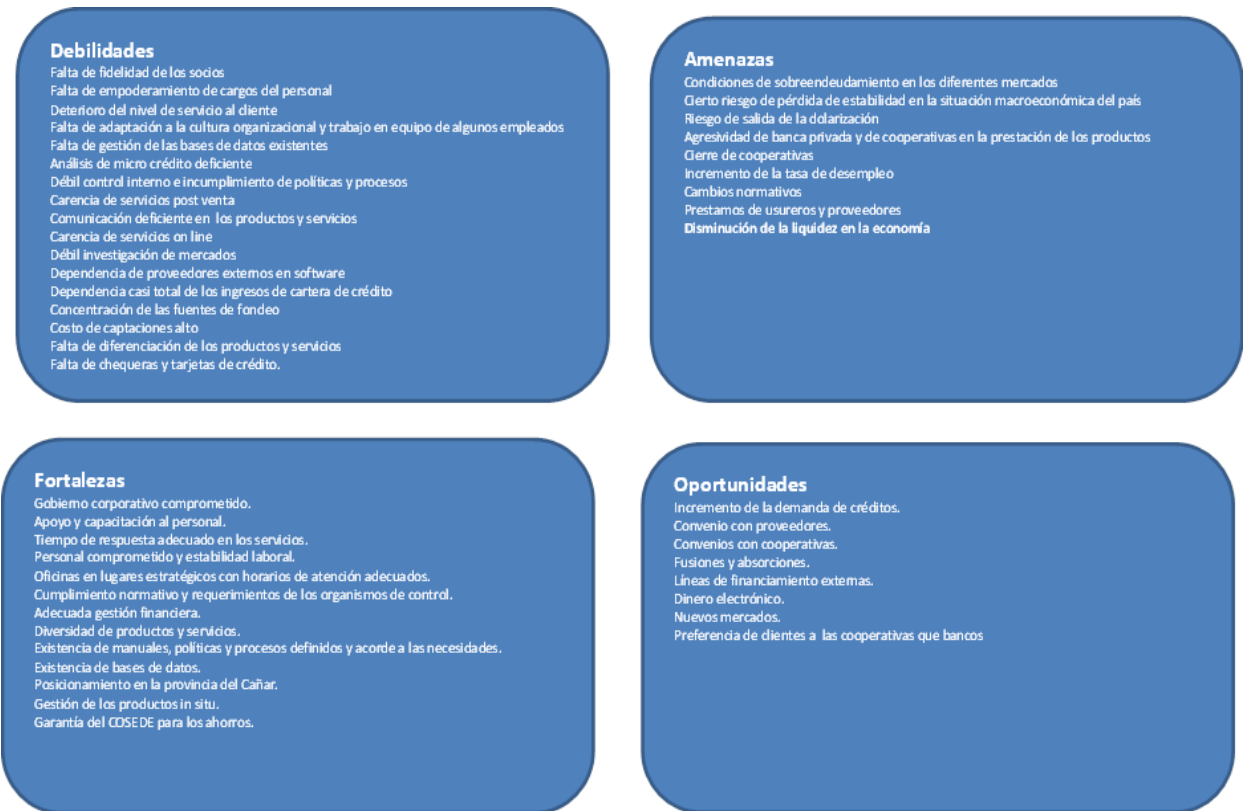 Debilidades
Falta de fidelidad de los socios
Falta de empoderamiento de cargos del personal
Deterioro del nivel de servicio al cliente
Falta de adaptación a la cultura organizacional y trabajo en equipo de algunos empleados
Falta de gestión de las bases de datos existentes
Análisis de micro crédito deficiente
Débil control interno e incumplimiento de políticas y procesos
Carencia de servicios post venta
Comunicación deficiente en los productos y servicios
Carencia de servicios on line
Débil investigación de mercados
Dependencia de proveedores externos en software
Dependencia casi total de los ingresos de cartera de crédito
Concentración de las fuentes de fondeo
Costo de captaciones alto
Falta de diferenciación de los productos y servicios
Falta de chequeras y tarjetas de crédito.
Amenazas
Condiciones de sobreendeudamiento en los diferentes mercados
Cierto riesgo de pérdida de estabilidad en la situación macroeconómica del país
Riesgo de salida de la dolarización
Agresividad de banca privada y de cooperativas en la prestación de los productos
Cierre de cooperativas
Incremento de la tasa de desempleo
Cambios normativos
Prestamos de usureros y proveedores
Disminución de la liquidez en la economía
Fortalezas
Gobierno corporativo comprometido.
Apoyo y capacitación al personal.
Tiempo de respuesta adecuado en los servicios.
Personal comprometido y estabilidad laboral.
Oficinas en lugares estratégicos con horarios de atención adecuados.
Cumplimiento normativo y requerimientos de los organismos de control.
Adecuada gestión financiera.
Diversidad de productos y servicios.
Existencia de manuales, políticas y procesos definidos y acorde a las necesidades.
Existencia de bases de datos.
Posicionamiento en la provincia del Cañar.
Gestión de los productos in situ.
Garantía del COSEDE para los ahorros.
Oportunidades
Incremento de la demanda de créditos.
Convenio con proveedores.
Convenios con cooperativas.
Fusiones y absorciones.
Líneas de financiamiento externas.
Dinero electrónico.
Nuevos mercados.
Preferencia de clientes a las cooperativas que bancos